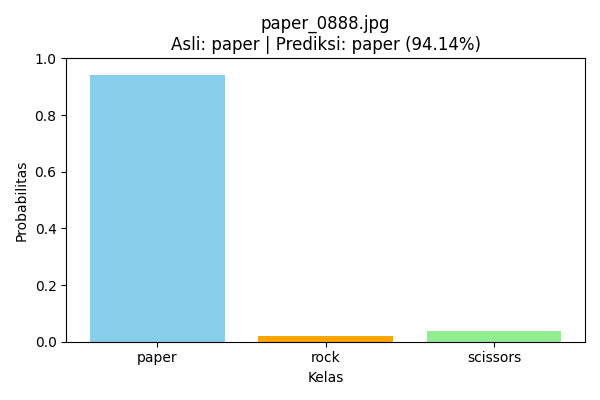 paper_0888.jpg
Asli: paper | Prediksi: paper (94.14%)
1.0
0.8
0.6
0.4
0.2
0.0
Probabilitas
paper rock scissors
Kelas